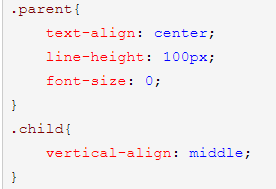 .parent{
    text-align: center;
    line-height: 100px;
    font-size: 0;
}
.child{
    vertical-align: middle;
}